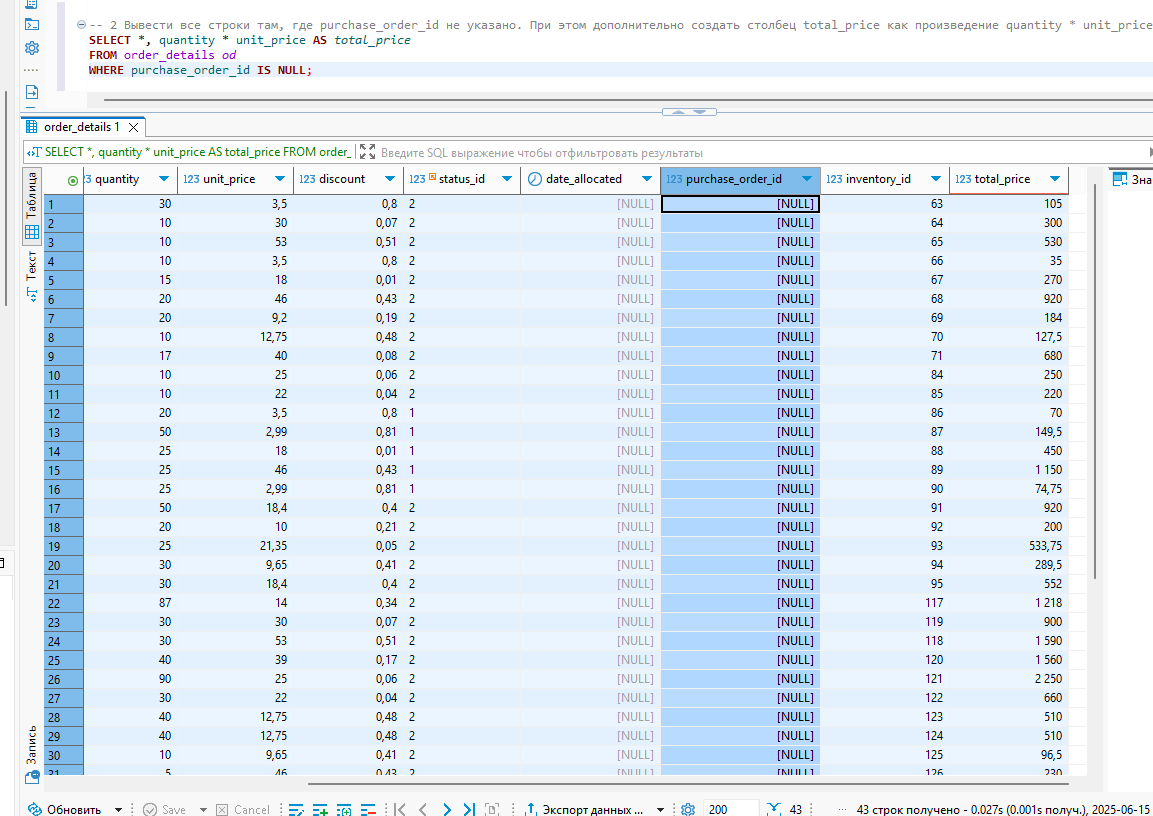 -- 2 Вывести все строки там, где purchase_order_id не указано. При этом дополнительно создать столбец total_price как произведение quantity * unit_price
SELECT *, quantity * unit_price AS total_price
FROM order_details od
WHERE purchase_order_id IS NULL;
order_details 1
SELECT *, quantity * unit_price AS total_price FROM order_
Введите SQL выражение чтобы отфильтровать результаты
Таблица
Текст
Запись
123 quantity 123 unit_price 123 discount 123 status_id date_allocated 123 purchase_order_id 123 inventory_id 123 total_price Зна
1 30 3,5 0,8 2 [NULL] [NULL] 63 105
2 10 30 0,07 2 [NULL] [NULL] 64 300
3 10 53 0,51 2 [NULL] [NULL] 65 530
4 10 3,5 0,8 2 [NULL] [NULL] 66 35
5 15 18 0,01 2 [NULL] [NULL] 67 270
6 20 46 0,43 2 [NULL] [NULL] 68 920
7 20 9,2 0,19 2 [NULL] [NULL] 69 184
8 10 12,75 0,48 2 [NULL] [NULL] 70 127,5
9 17 40 0,08 2 [NULL] [NULL] 71 680
10 10 25 0,06 2 [NULL] [NULL] 84 250
11 10 22 0,04 2 [NULL] [NULL] 85 220
12 20 3,5 0,8 1 [NULL] [NULL] 86 70
13 50 2,99 0,81 1 [NULL] [NULL] 87 149,5
14 25 18 0,01 1 [NULL] [NULL] 88 450
15 25 46 0,43 1 [NULL] [NULL] 89 1 150
16 25 2,99 0,81 1 [NULL] [NULL] 90 74,75
17 50 18,4 0,4 2 [NULL] [NULL] 91 920
18 20 10 0,21 2 [NULL] [NULL] 92 200
19 25 21,35 0,05 2 [NULL] [NULL] 93 533,75
20 30 9,65 0,41 2 [NULL] [NULL] 94 289,5
21 30 18,4 0,4 2 [NULL] [NULL] 95 552
22 87 14 0,34 2 [NULL] [NULL] 117 1 218
23 30 30 0,07 2 [NULL] [NULL] 119 900
24 30 53 0,51 2 [NULL] [NULL] 118 1 590
25 40 39 0,17 2 [NULL] [NULL] 120 1 560
26 90 25 0,06 2 [NULL] [NULL] 121 2 250
27 30 22 0,04 2 [NULL] [NULL] 122 660
28 40 12,75 0,48 2 [NULL] [NULL] 123 510
29 40 12,75 0,48 2 [NULL] [NULL] 124 510
30 10 9,65 0,41 2 [NULL] [NULL] 125 96,5
31 5 46 0,43 2 [NULL] [NULL] 126 230
Обновить Save Cancel Экспорт данных ... 200 43 ··· 43 строк получено - 0.027s (0.001s получ.), 2025-06-15